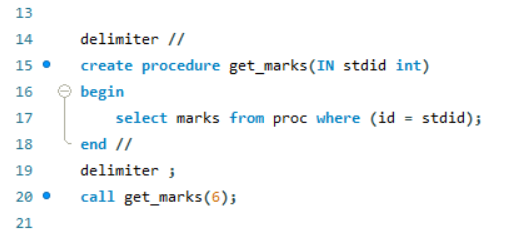 13
14 delimiter //
15 create procedure get_marks(IN stdid int)
16 begin
17 select marks from proc where (id = stdid);
18 end //
19 delimiter ;
20 call get_marks(6);
21